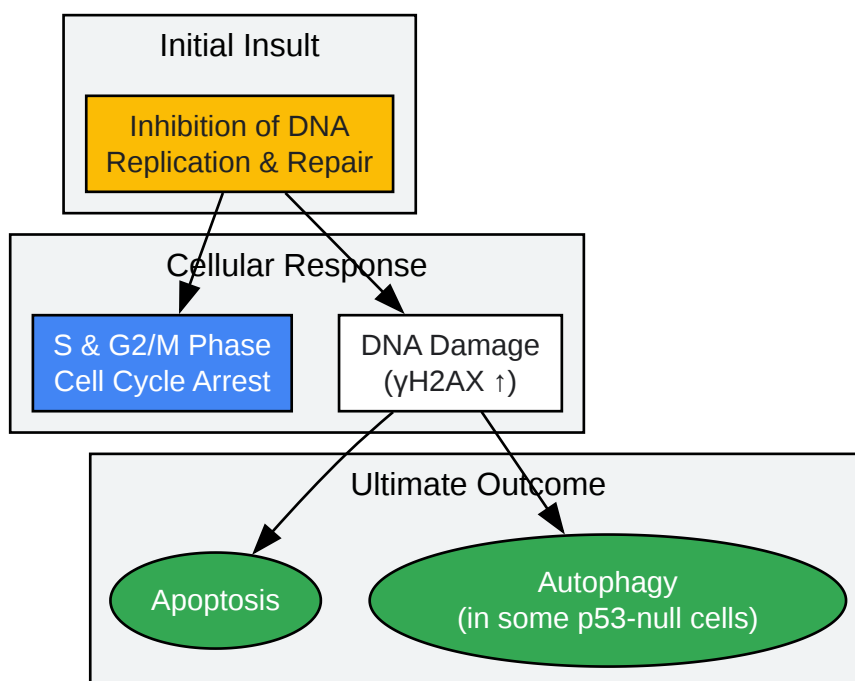 Initial Insult
Inhibition of DNA
Replication & Repair
Cellular Response
S & G2/M Phase
Cell Cycle Arrest
DNA Damage
(γH2AX ↑)
Ultimate Outcome
Apoptosis
Autophagy
(in some p53-null cells)